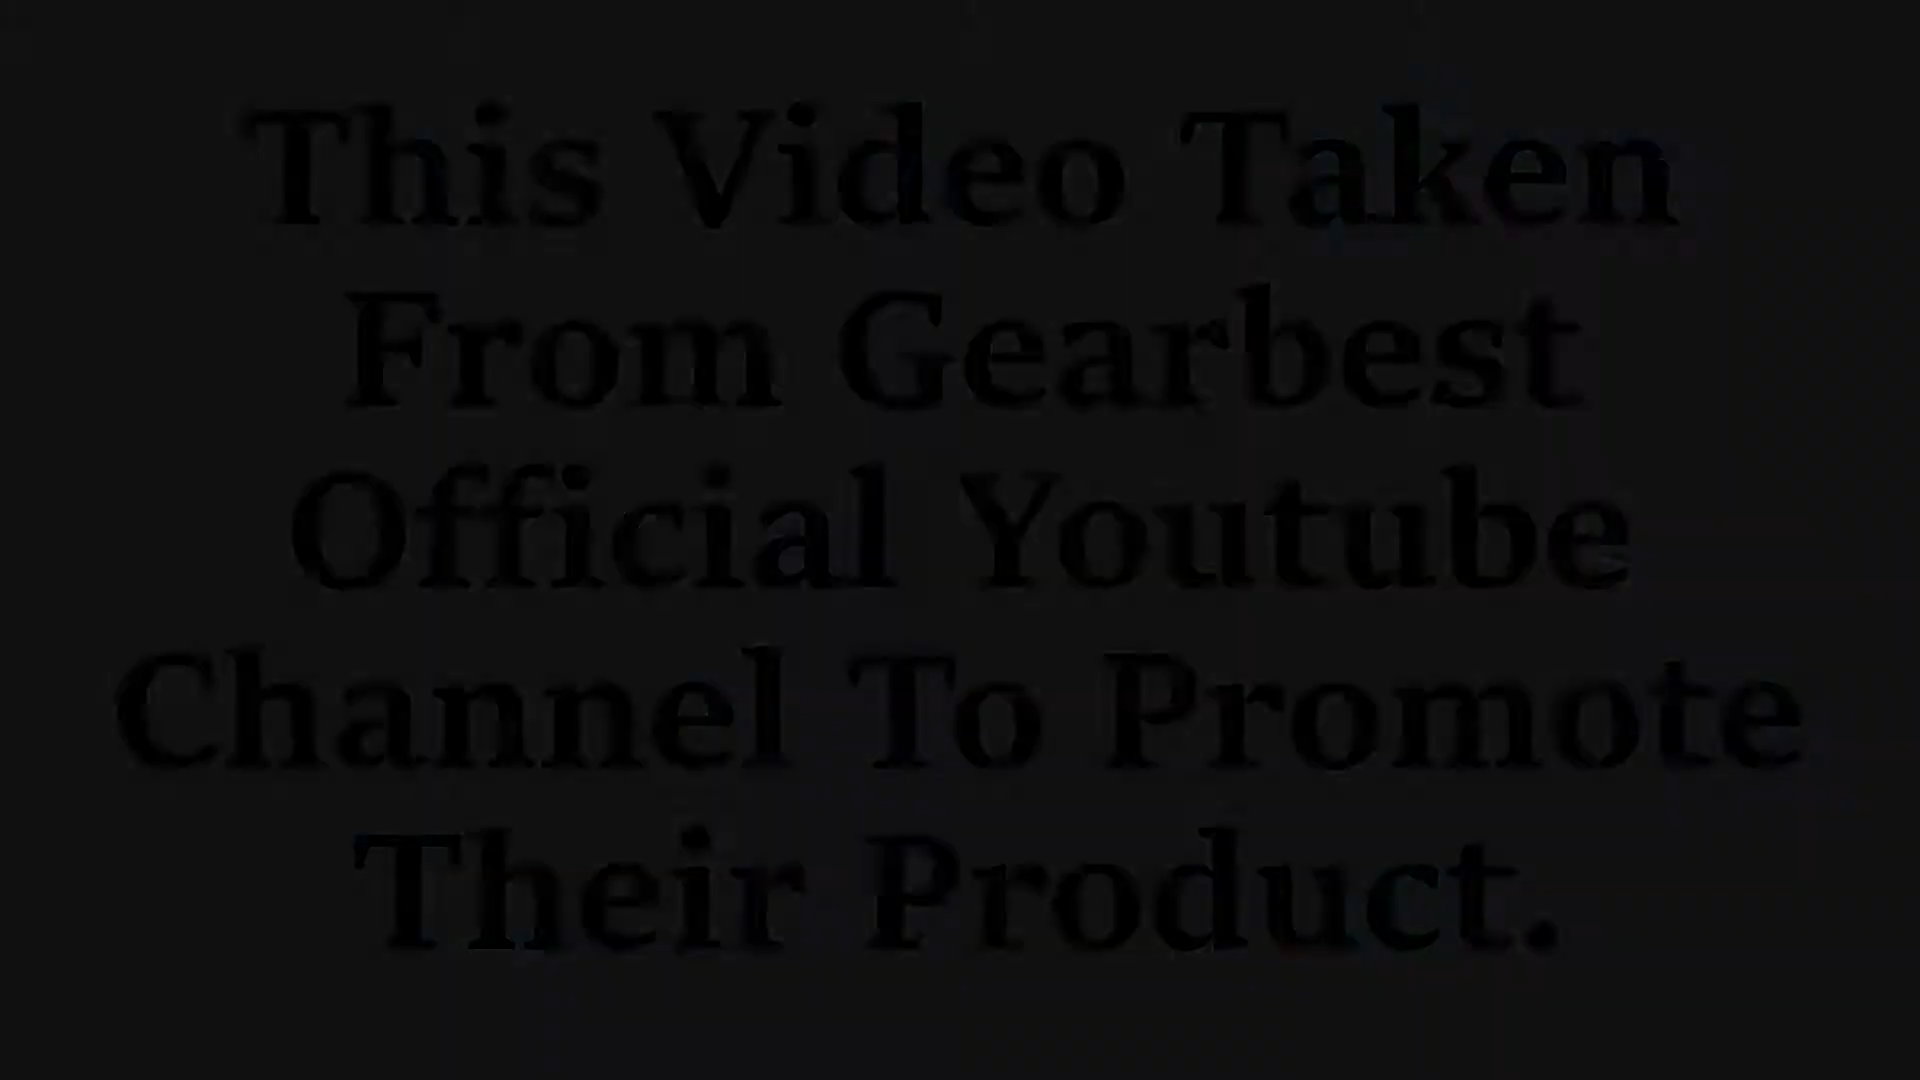 This Video Taken
From Gearbest
Official Youtube
Channel To Promote
Their Product.